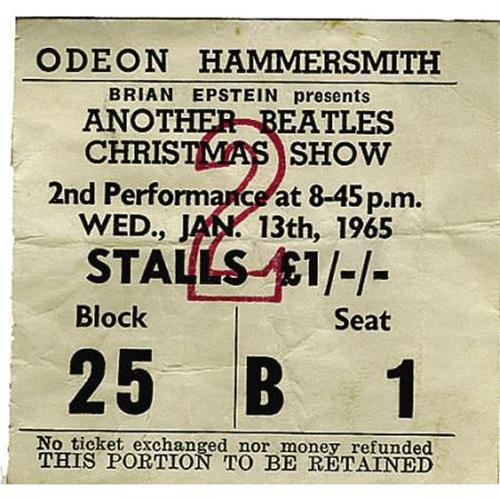 ODEON HAMMERSMITH
BRIAN EPSTEIN presents
ANOTHER BEATLES
CHRISTMAS SHOW
2
2nd Performance at 8-45 p.m.
WED., JAN. 13th, 1965
STALLS £1/-/-
Block Seat
25 B 1
No ticket exchanged nor money refunded
THIS PORTION TO BE RETAINED